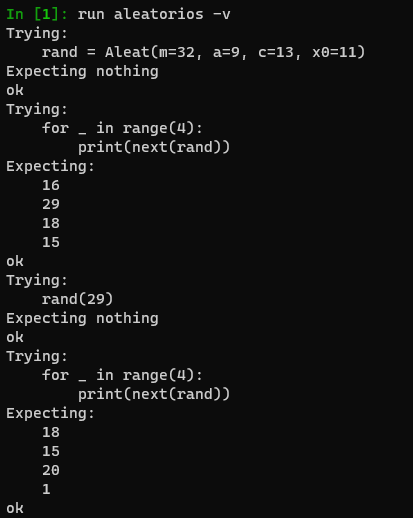 In [1]: run aleatorios -v
Trying:
    rand = Aleat(m=32, a=9, c=13, x0=11)
Expecting nothing
ok
Trying:
    for _ in range(4):
        print(next(rand))
Expecting:
    16
    29
    18
    15
ok
Trying:
    rand(29)
Expecting nothing
ok
Trying:
    for _ in range(4):
        print(next(rand))
Expecting:
    18
    15
    20
    1
ok